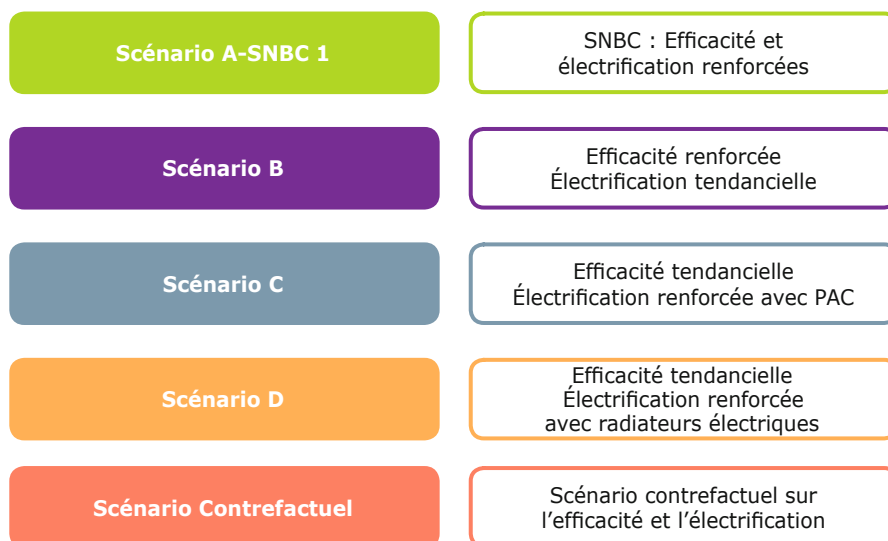 Scénario A-SNBC 1
SNBC : Efficacité et
électrification renforcées
Scénario B
Efficacité renforcée
Électrification tendancielle
Scénario C
Efficacité tendancielle
Électrification renforcée avec PAC
Scénario D
Efficacité tendancielle
Électrification renforcée
avec radiateurs électriques
Scénario Contrefactuel
Scénario contrefactuel sur
l’efficacité et l’électrification